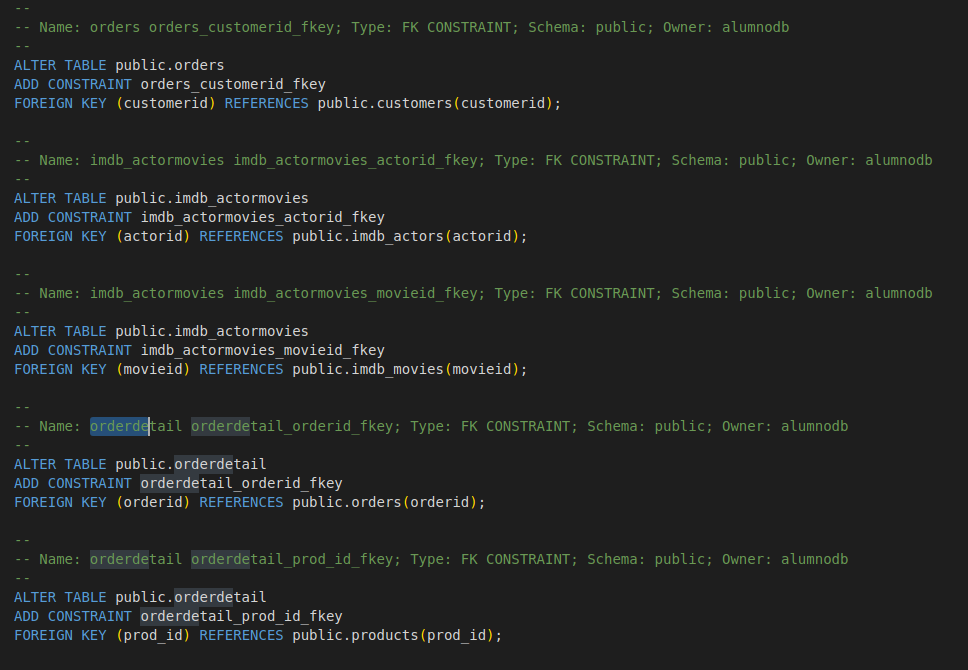 --
-- Name: orders orders_customerid_fkey; Type: FK CONSTRAINT; Schema: public; Owner: alumnodb
--
ALTER TABLE public.orders
ADD CONSTRAINT orders_customerid_fkey
FOREIGN KEY (customerid) REFERENCES public.customers(customerid);
--
-- Name: imdb_actormovies imdb_actormovies_actorid_fkey; Type: FK CONSTRAINT; Schema: public; Owner: alumnodb
--
ALTER TABLE public.imdb_actormovies
ADD CONSTRAINT imdb_actormovies_actorid_fkey
FOREIGN KEY (actorid) REFERENCES public.imdb_actors(actorid);
--
-- Name: imdb_actormovies imdb_actormovies_movieid_fkey; Type: FK CONSTRAINT; Schema: public; Owner: alumnodb
--
ALTER TABLE public.imdb_actormovies
ADD CONSTRAINT imdb_actormovies_movieid_fkey
FOREIGN KEY (movieid) REFERENCES public.imdb_movies(movieid);
--
-- Name: orderdetail orderdetail_orderid_fkey; Type: FK CONSTRAINT; Schema: public; Owner: alumnodb
--
ALTER TABLE public.orderdetail
ADD CONSTRAINT orderdetail_orderid_fkey
FOREIGN KEY (orderid) REFERENCES public.orders(orderid);
--
-- Name: orderdetail orderdetail_prod_id_fkey; Type: FK CONSTRAINT; Schema: public; Owner: alumnodb
--
ALTER TABLE public.orderdetail
ADD CONSTRAINT orderdetail_prod_id_fkey
FOREIGN KEY (prod_id) REFERENCES public.products(prod_id);